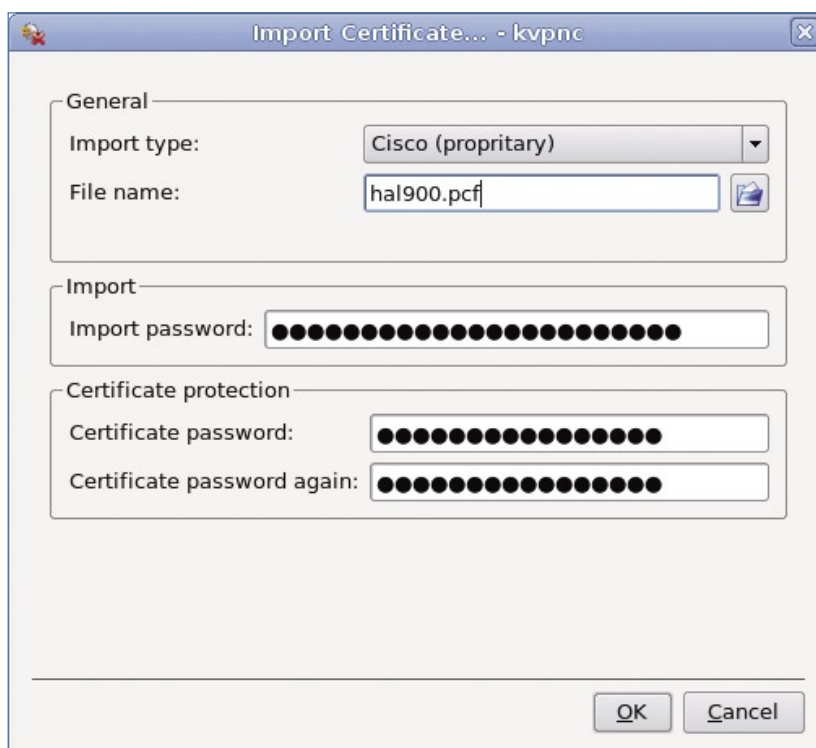 Import Certificate... - kvpnc
General
Import type: Cisco (propritary)
File name: hal900.pcf
Import
Import password: ●●●●●●●●●●●●●●●●●●●●●●●
Certificate protection
Certificate password: ●●●●●●●●●●●●●●●●
Certificate password again: ●●●●●●●●●●●●●●●●
OK Cancel